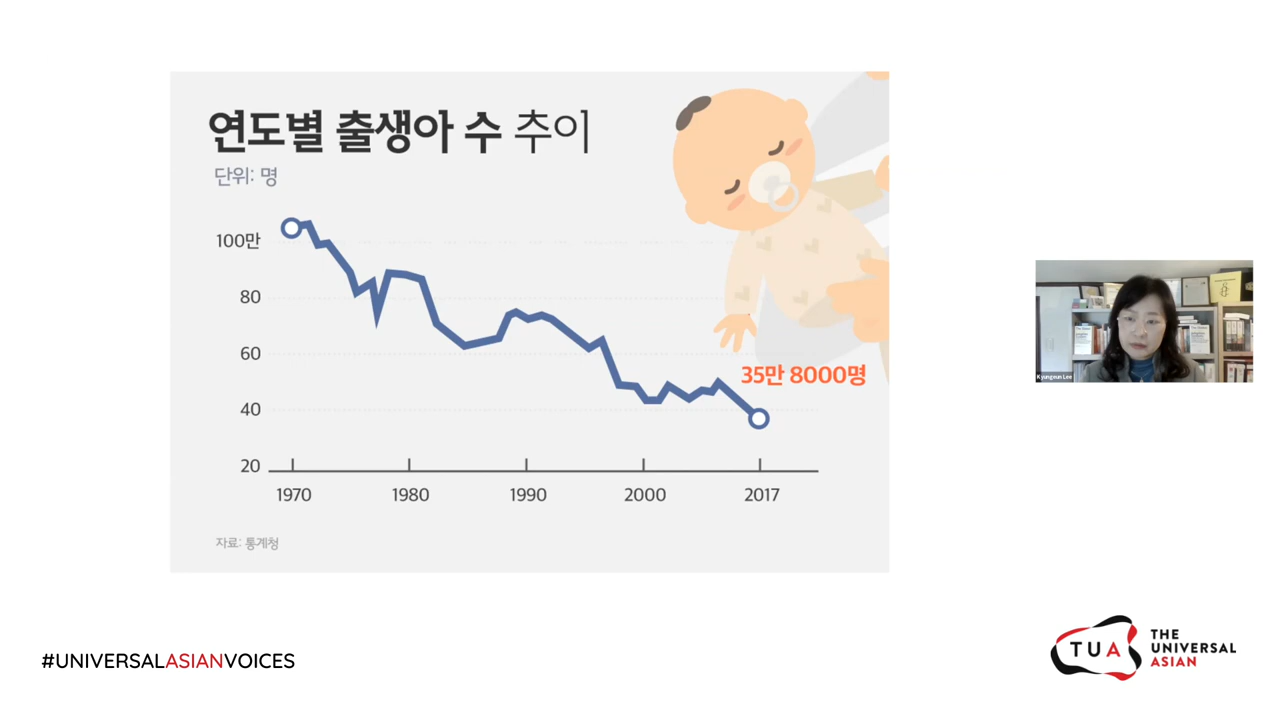 연도별 출생아 수 추이
단위: 명
100만
80
60
40
20
35만 8000명
1970 1980 1990 2000 2017
자료: 통계청
Kyungeun Lee
#UNIVERSALASIANVOICES
TUA
THE
UNIVERSAL
ASIAN